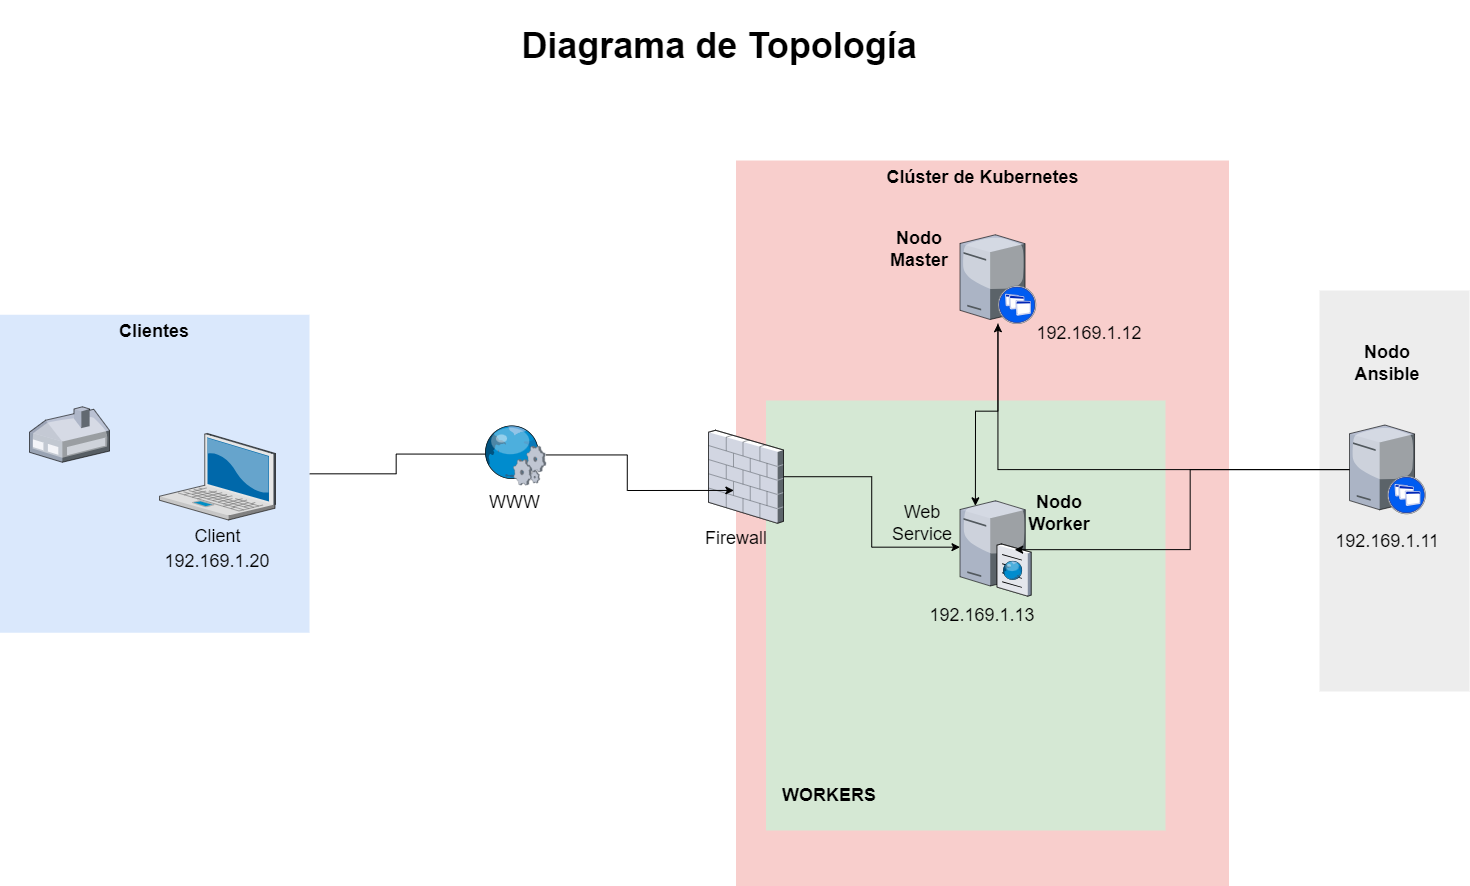 Diagrama de Topología
Clientes
Client
192.169.1.20
WWW
Firewall
Clúster de Kubernetes
Nodo
Master
192.169.1.12
Web
Service
Nodo
Worker
192.169.1.13
WORKERS
Nodo
Ansible
192.169.1.11